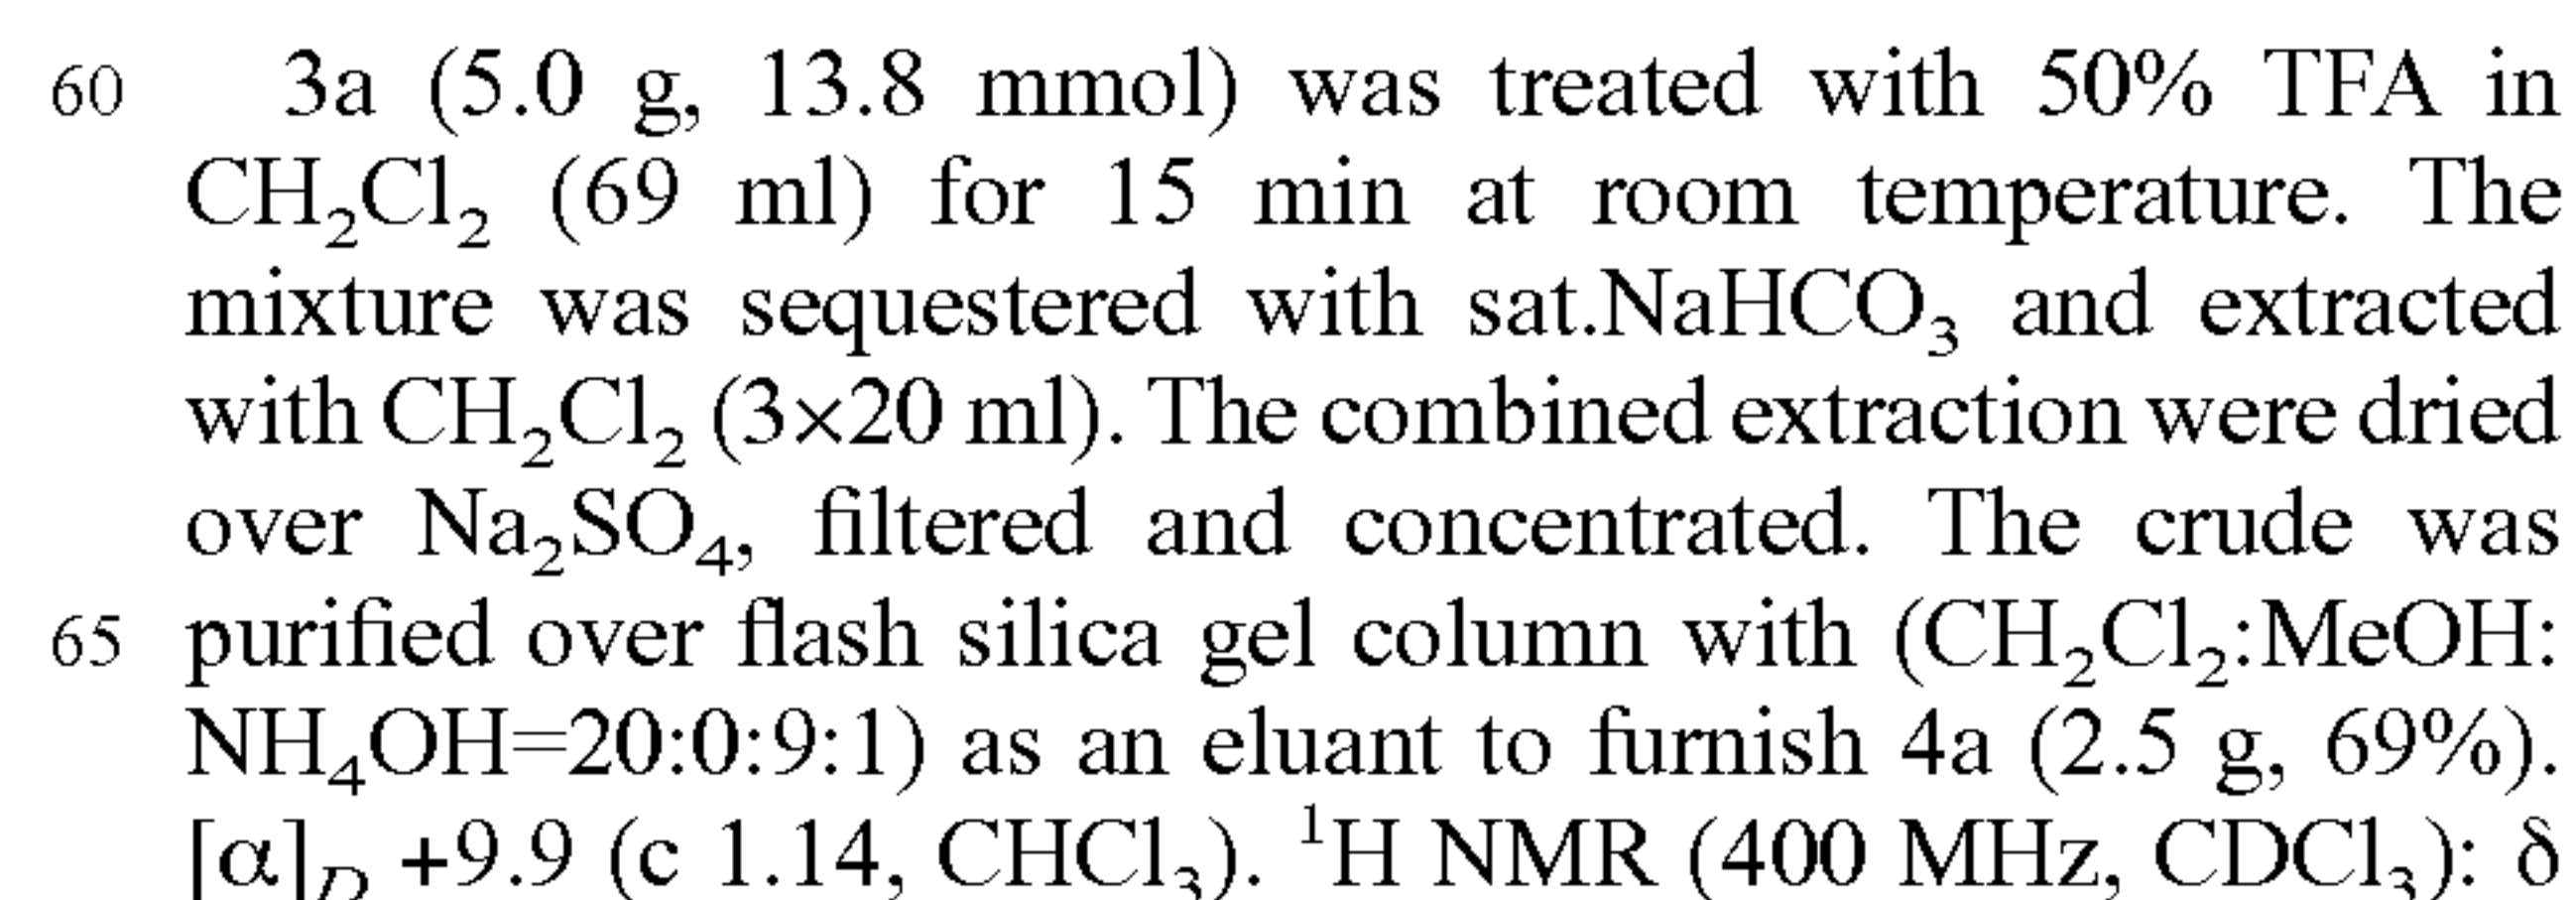 60 3a (5.0 g, 13.8 mmol) was treated with 50% TFA in
CH₂Cl₂ (69 ml) for 15 min at room temperature. The
mixture was sequestered with sat.NaHCO₃ and extracted
with CH₂Cl₂ (3×20 ml). The combined extraction were dried
over Na₂SO₄, filtered and concentrated. The crude was
65 purified over flash silica gel column with (CH₂Cl₂:MeOH:
NH₄OH=20:0:9:1) as an eluant to furnish 4a (2.5 g, 69%).
[α]D +9.9 (c 1.14, CHCl₃). ¹H NMR (400 MHz, CDCl₃): δ